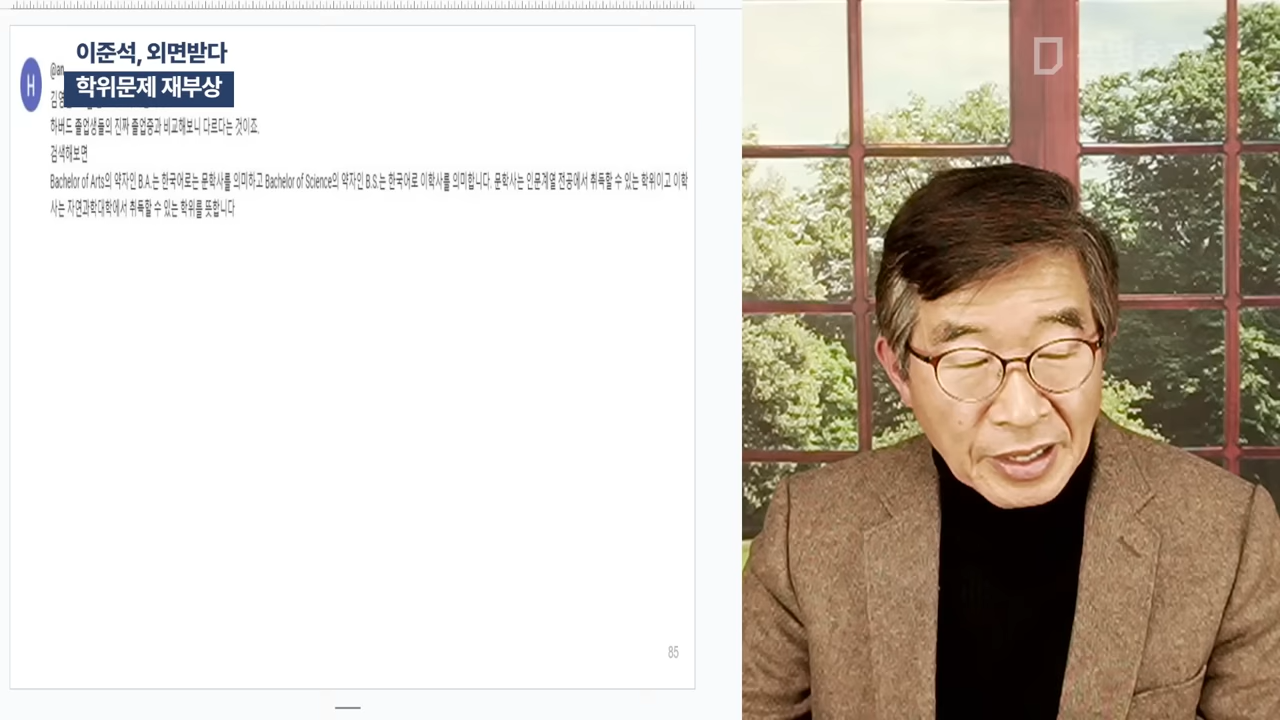 이준석, 외면받다
학위문제 재부상
H
@an
김영
하버드 졸업생들의 진짜 졸업증과 비교해보니 다르다는 것이죠.
검색해보면
Bachelor of Arts의 약자인 B.A.는 한국어로는 문학사를 의미하고 Bachelor of Science의 약자인 B.S.는 한국어로 이학사를 의미합니다. 문학사는 인문계열 전공에서 취득할 수 있는 학위이고 이학
사는 자연과학대학에서 취득할 수 있는 학위를 뜻합니다
85